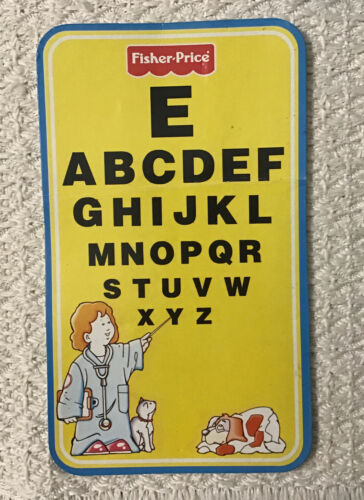 Fisher-Price
E
ABCDEF
GHIJKL
MNOPQR
STUVW
XYZ